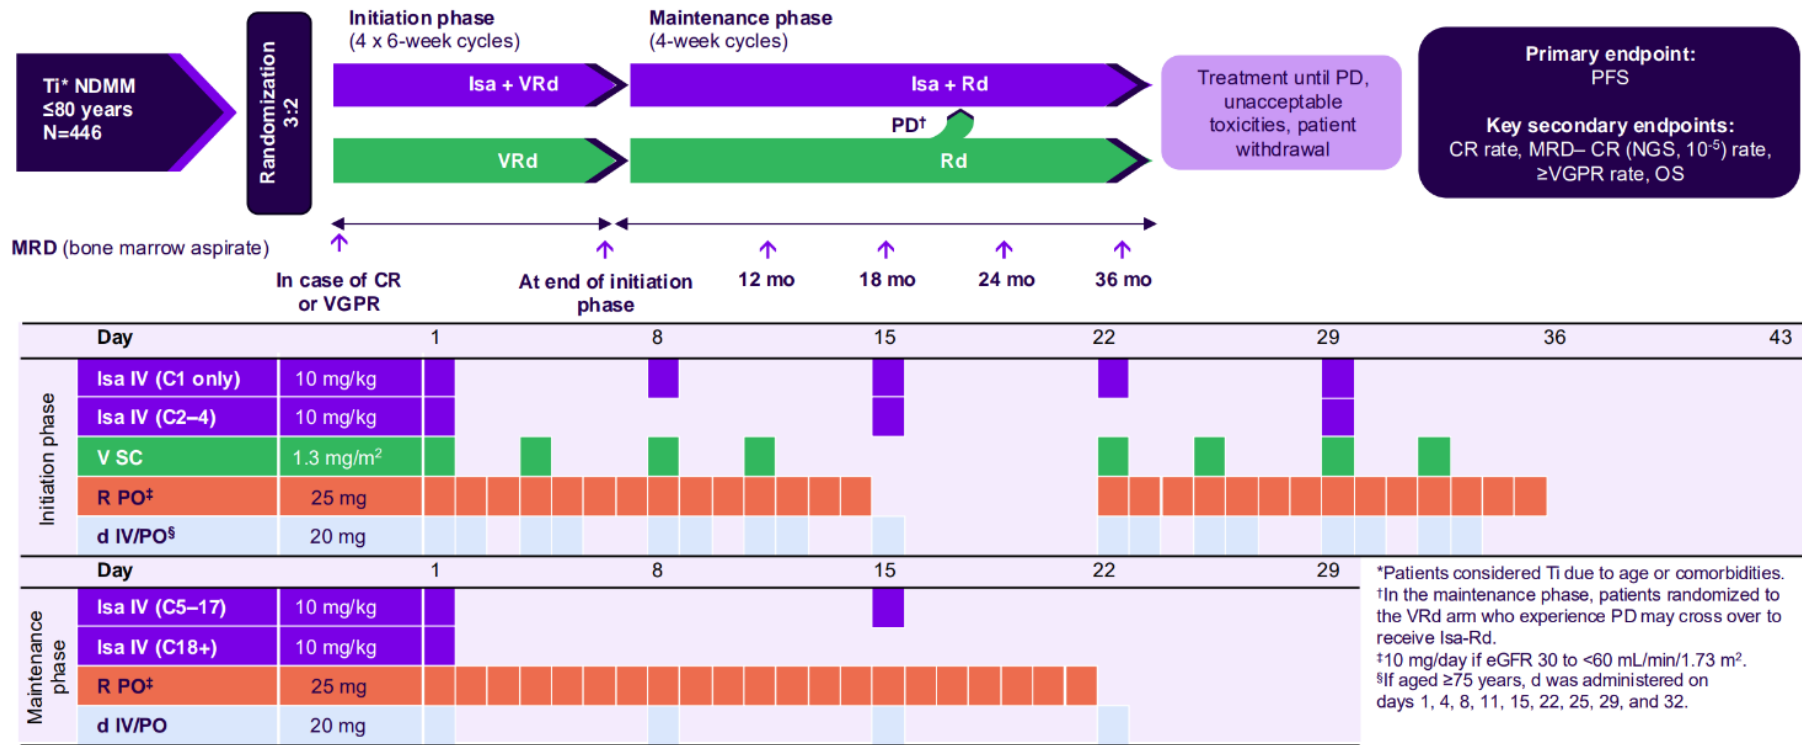 Ti* NDMM
≤80 years
N=446
Randomization
3:2
Initiation phase
(4 x 6-week cycles)
Maintenance phase
(4-week cycles)
Isa + VRd
Isa + Rd
PD†
VRd
Rd
Treatment until PD,
unacceptable
toxicities, patient
withdrawal
Primary endpoint:
PFS
Key secondary endpoints:
CR rate, MRD– CR (NGS, 10⁻⁵) rate,
≥VGPR rate, OS
MRD (bone marrow aspirate)
In case of CR
or VGPR
At end of initiation
phase
12 mo
18 mo
24 mo
36 mo
Day 1 8 15 22 29 36 43
Initiation phase
Isa IV (C1 only) 10 mg/kg
Isa IV (C2–4) 10 mg/kg
V SC 1.3 mg/m²
R PO‡ 25 mg
d IV/PO§ 20 mg
Day 1 8 15 22 29
Maintenance
phase
Isa IV (C5–17) 10 mg/kg
Isa IV (C18+) 10 mg/kg
R PO‡ 25 mg
d IV/PO 20 mg
*Patients considered Ti due to age or comorbidities.
†In the maintenance phase, patients randomized to
the VRd arm who experience PD may cross over to
receive Isa-Rd.
‡10 mg/day if eGFR 30 to <60 mL/min/1.73 m².
§If aged ≥75 years, d was administered on
days 1, 4, 8, 11, 15, 22, 25, 29, and 32.